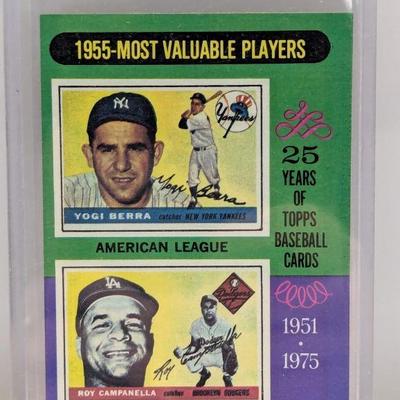 1955-MOST VALUABLE PLAYERS
NY
Yankees
Yogi Berra
YOGI BERRA catcher NEW YORK YANKEES
AMERICAN LEAGUE
25
YEARS
OF
TOPPS
BASEBALL
CARDS
1951
•
1975
LA
Dodgers
Roy
ROY CAMPANELLA catcher BROOKLYN DODGERS